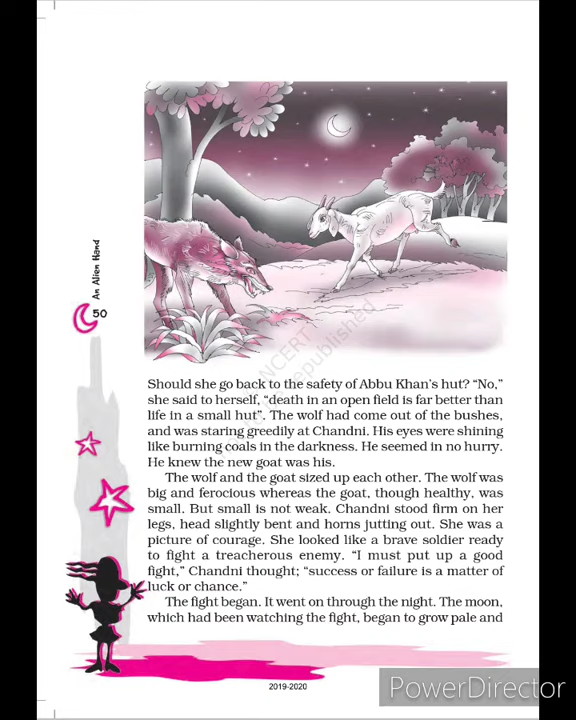 An Alien Hand
50
Should she go back to the safety of Abbu Khan's hut? "No,"
she said to herself, "death in an open field is far better than
life in a small hut". The wolf had come out of the bushes,
and was staring greedily at Chandni. His eyes were shining
like burning coals in the darkness. He seemed in no hurry.
He knew the new goat was his.
The wolf and the goat sized up each other. The wolf was
big and ferocious whereas the goat, though healthy, was
small. But small is not weak. Chandni stood firm on her
legs, head slightly bent and horns jutting out. She was a
picture of courage. She looked like a brave soldier ready
to fight a treacherous enemy. "I must put up a good
fight," Chandni thought; "success or failure is a matter of
luck or chance."
The fight began. It went on through the night. The moon,
which had been watching the fight, began to grow pale and
2019-2020
PowerDirector